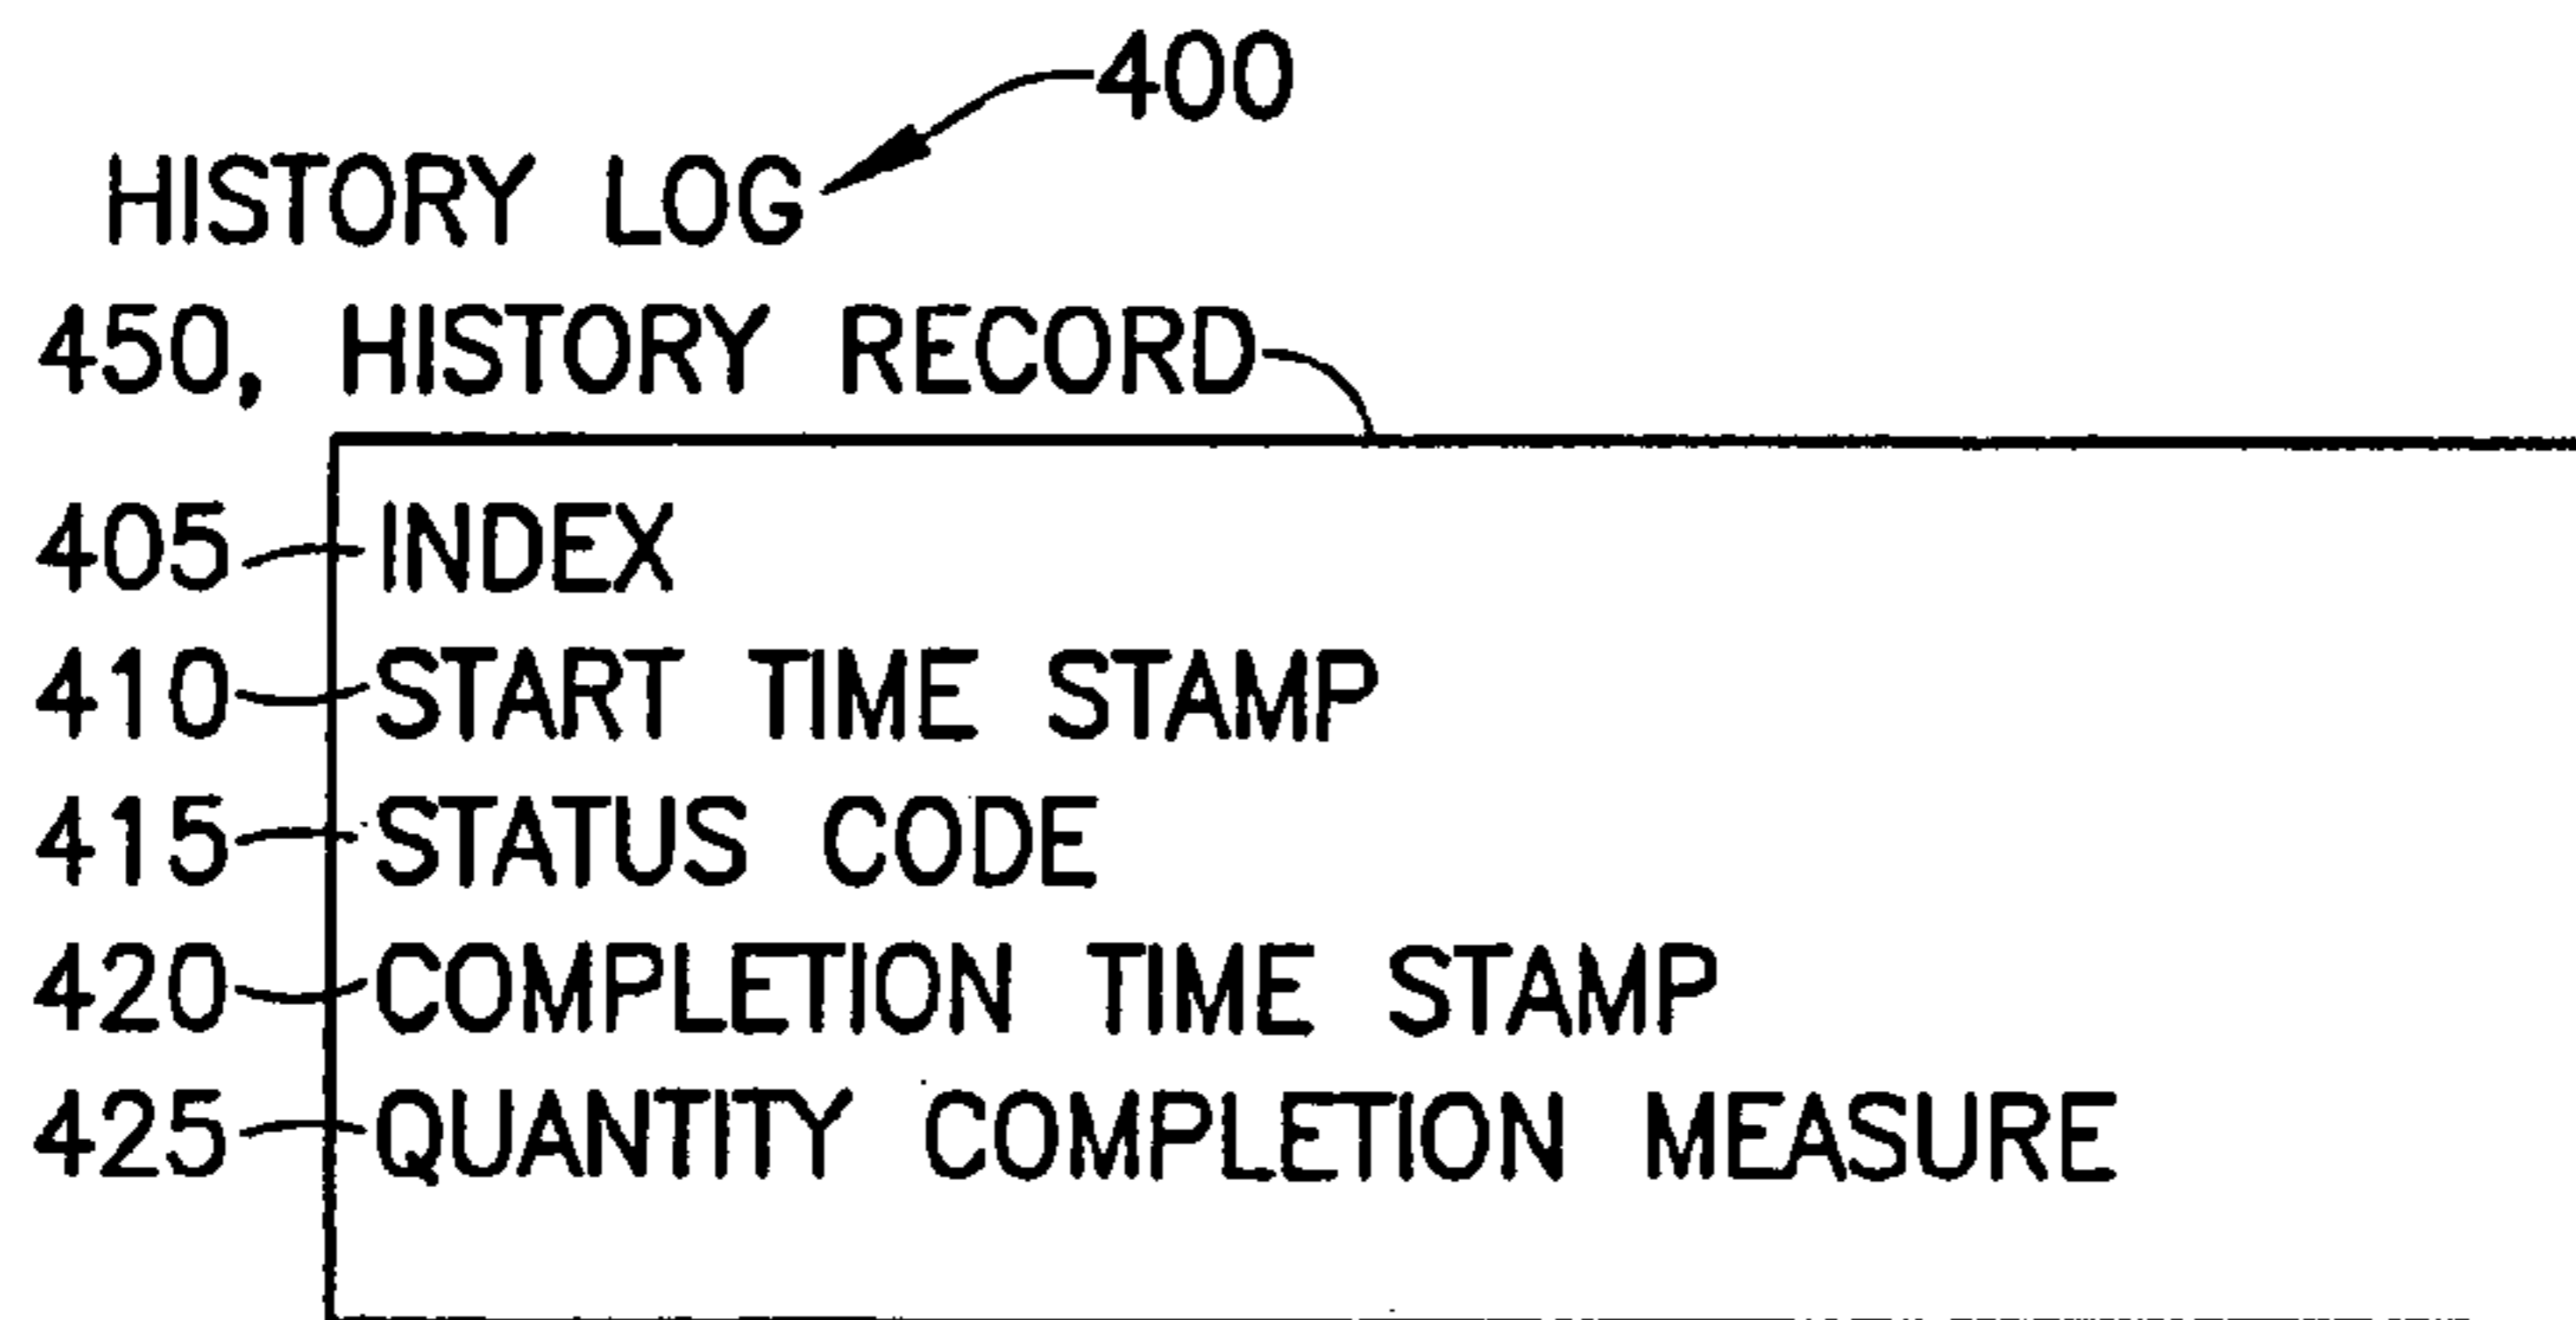 400
HISTORY LOG
450, HISTORY RECORD
405 INDEX
410 START TIME STAMP
415 STATUS CODE
420 COMPLETION TIME STAMP
425 QUANTITY COMPLETION MEASURE